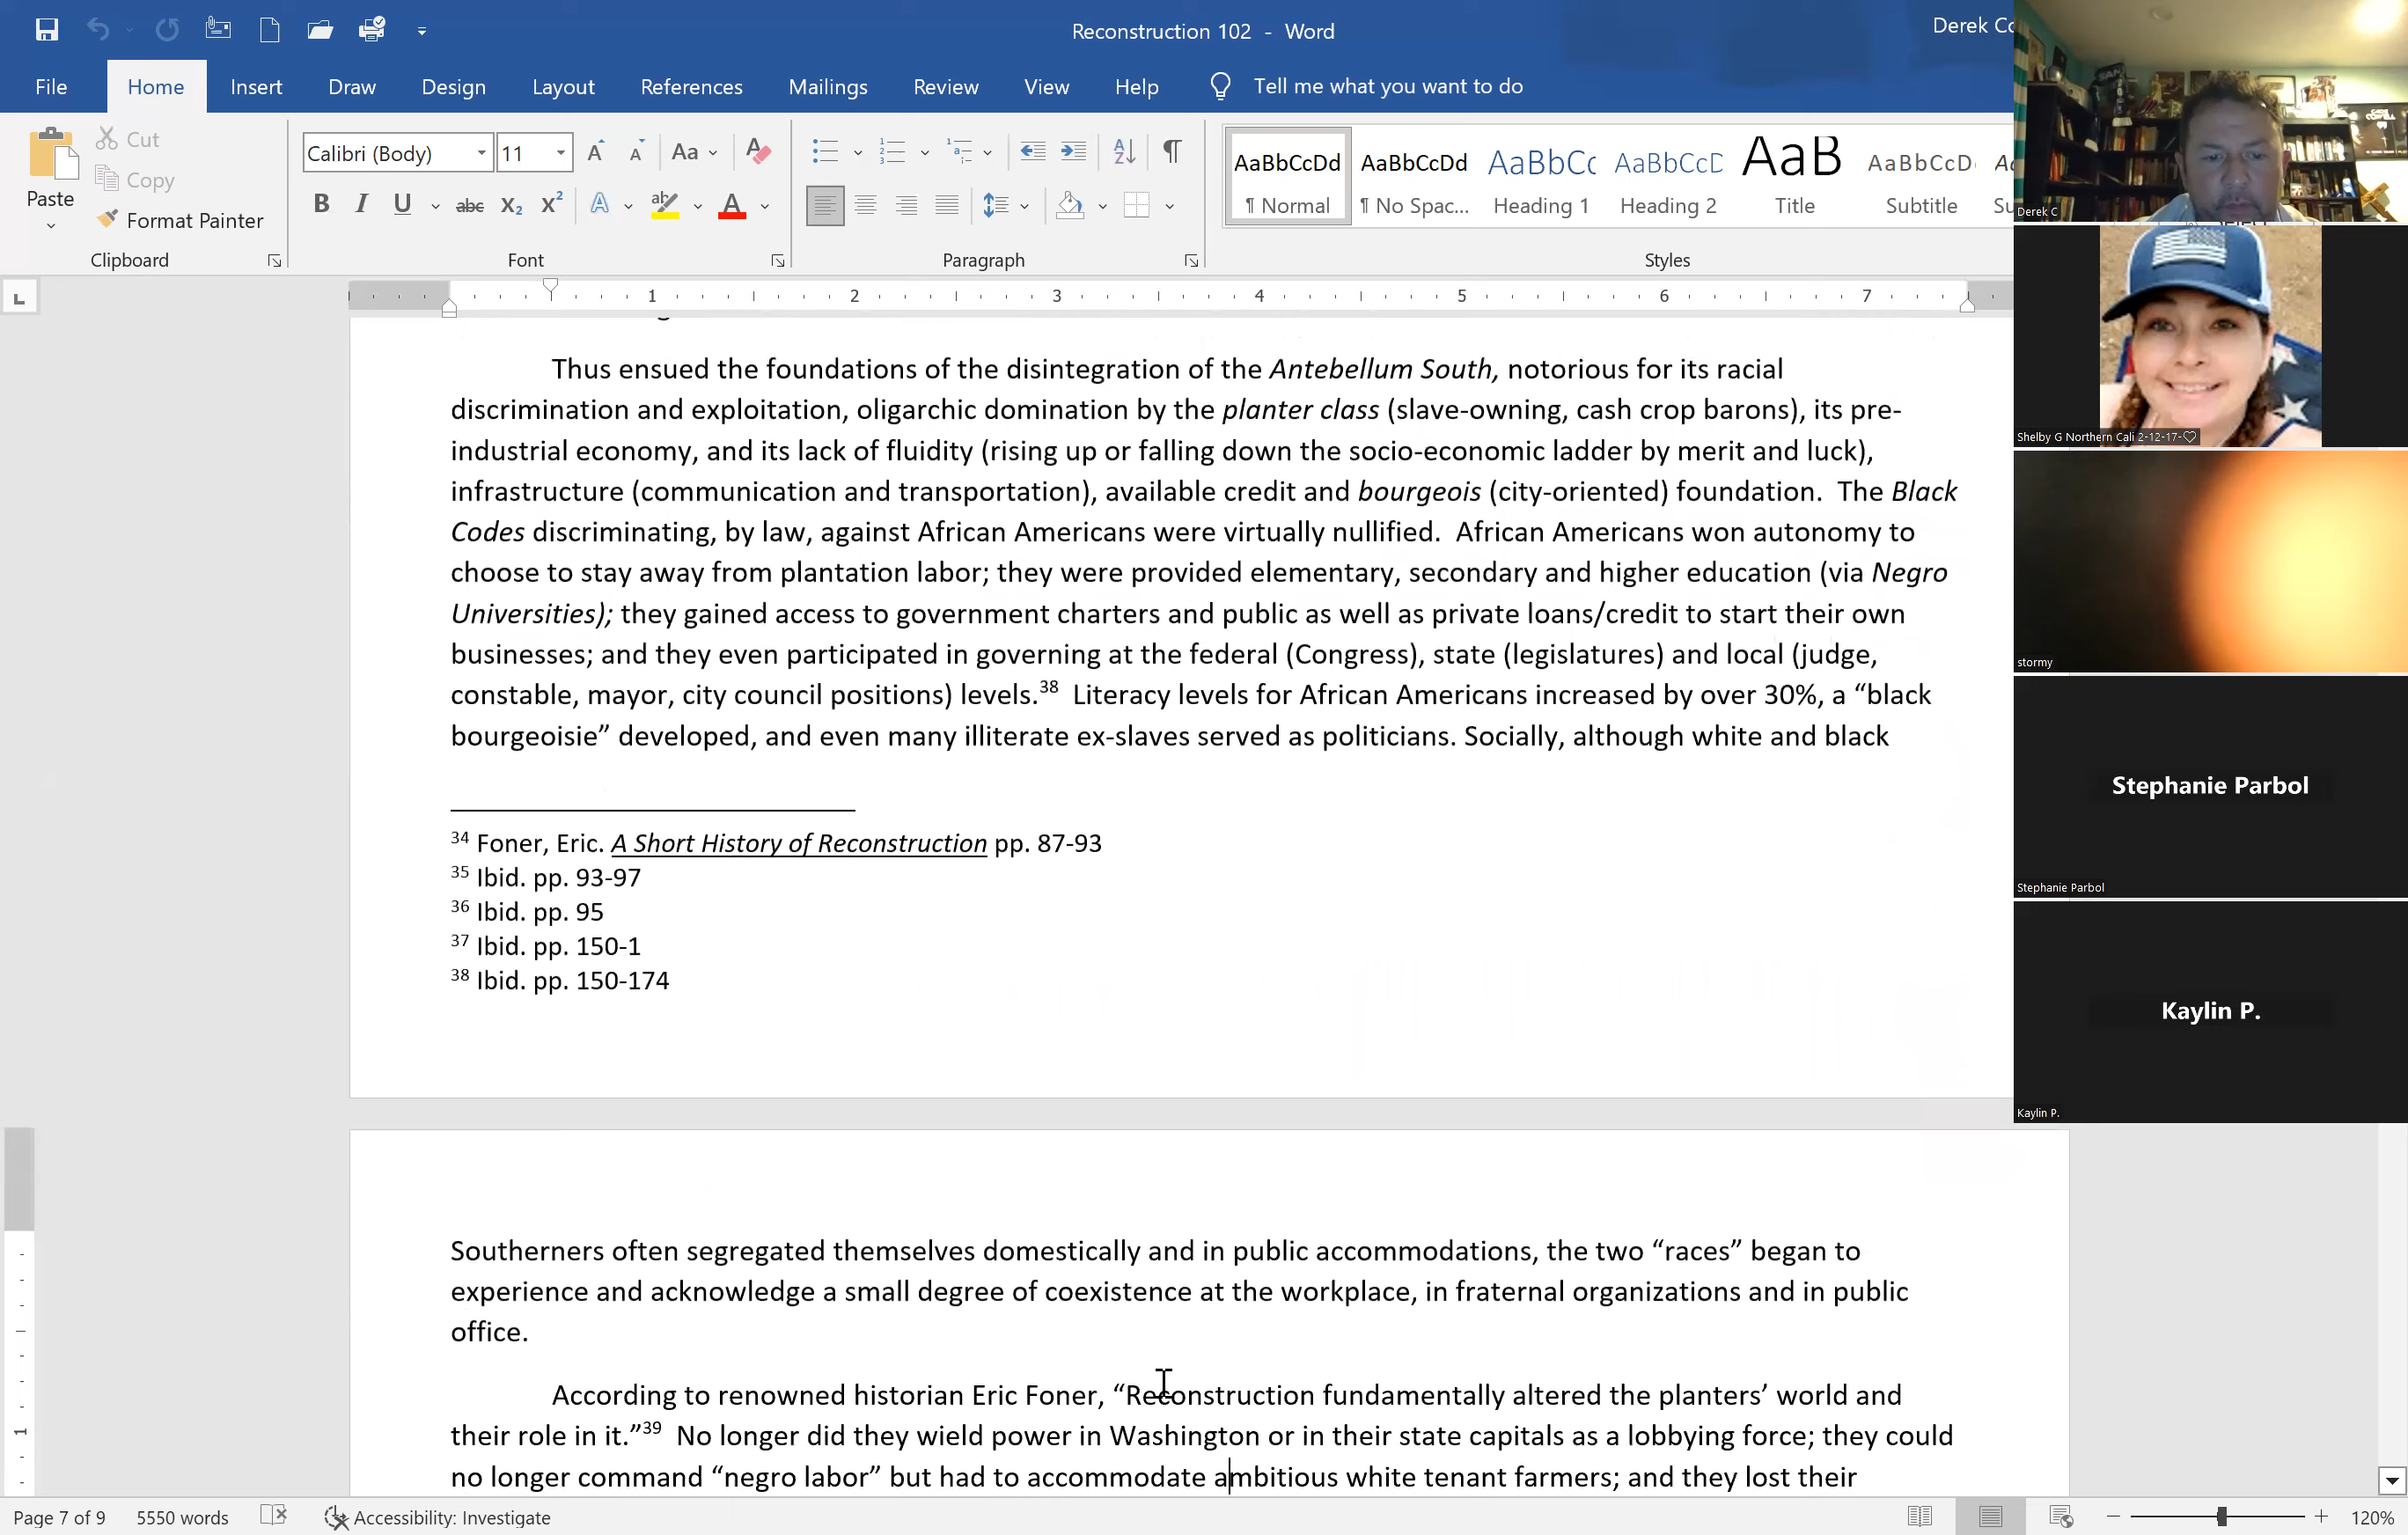 Reconstruction 102 - Word
Derek Co
File Home Insert Draw Design Layout References Mailings Review View Help Tell me what you want to do
Paste
Cut
Copy
Format Painter
Clipboard
Calibri (Body) 11
Font
Paragraph
AaBbCcDd AaBbCcDd AaBbCc AaBbCcD AaB AaBbCcD
¶ Normal ¶ No Spac... Heading 1 Heading 2 Title Subtitle
Styles
1 2 3 4 5 6 7
Thus ensued the foundations of the disintegration of the Antebellum South, notorious for its racial
discrimination and exploitation, oligarchic domination by the planter class (slave-owning, cash crop barons), its pre-
industrial economy, and its lack of fluidity (rising up or falling down the socio-economic ladder by merit and luck),
infrastructure (communication and transportation), available credit and bourgeois (city-oriented) foundation. The Black
Codes discriminating, by law, against African Americans were virtually nullified. African Americans won autonomy to
choose to stay away from plantation labor; they were provided elementary, secondary and higher education (via Negro
Universities); they gained access to government charters and public as well as private loans/credit to start their own
businesses; and they even participated in governing at the federal (Congress), state (legislatures) and local (judge,
constable, mayor, city council positions) levels.38 Literacy levels for African Americans increased by over 30%, a “black
bourgeoisie” developed, and even many illiterate ex-slaves served as politicians. Socially, although white and black
34 Foner, Eric. A Short History of Reconstruction pp. 87-93
35 Ibid. pp. 93-97
36 Ibid. pp. 95
37 Ibid. pp. 150-1
38 Ibid. pp. 150-174
Southerners often segregated themselves domestically and in public accommodations, the two “races” began to
experience and acknowledge a small degree of coexistence at the workplace, in fraternal organizations and in public
office.
According to renowned historian Eric Foner, “Reconstruction fundamentally altered the planters’ world and
their role in it.”39 No longer did they wield power in Washington or in their state capitals as a lobbying force; they could
no longer command “negro labor” but had to accommodate ambitious white tenant farmers; and they lost their
Derek C
Shelby G Northern Cali 2-12-17-♡
stormy
Stephanie Parbol
Stephanie Parbol
Kaylin P.
Kaylin P.
Page 7 of 9 5550 words Accessibility: Investigate 120%